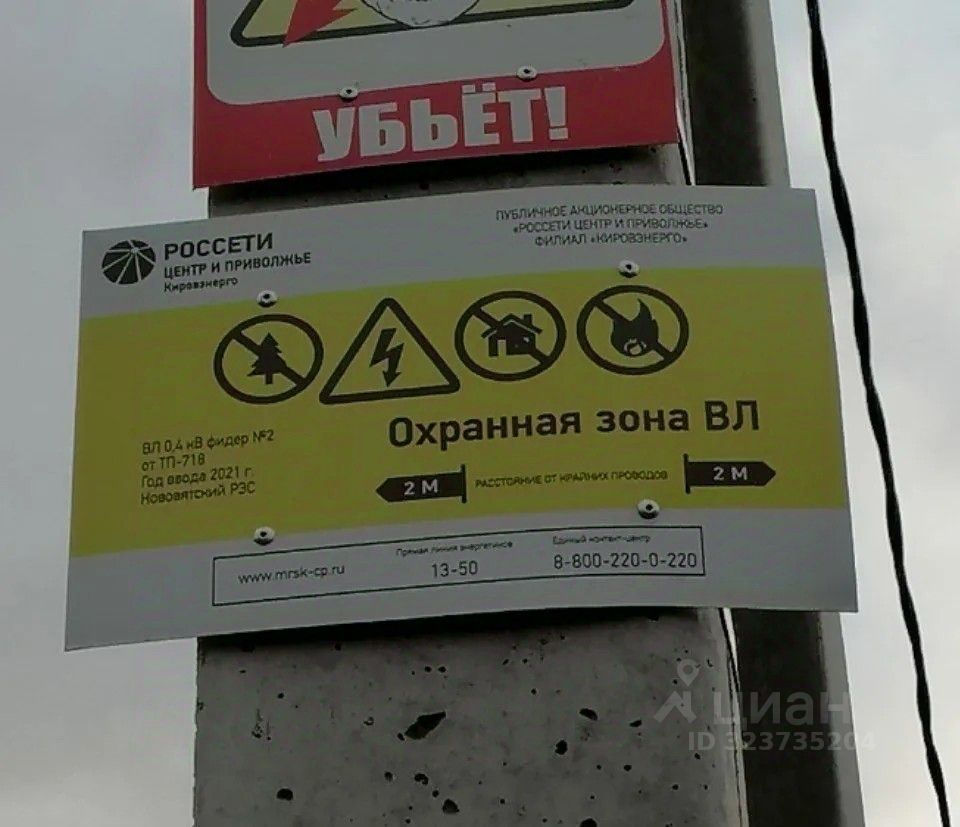 УБЬЁТ!
РОССЕТИ
ЦЕНТР И ПРИВОЛЖЬЕ
Кировэнерго
ПУБЛИЧНОЕ АКЦИОНЕРНОЕ ОБЩЕСТВО
«РОССЕТИ ЦЕНТР И ПРИВОЛЖЬЕ»
ФИЛИАЛ «КИРОВЭНЕРГО»
ВЛ 0,4 кВ фидер №2
от ТП-718
Год ввода 2021 г.
Нововятский РЭС
Охранная зона ВЛ
2 М
РАССТОЯНИЕ ОТ КРАЙНИХ ПРОВОДОВ
2 М
www.mrsk-cp.ru
Прямая линия энергетиков
13-50
Единый контакт-центр
8-800-220-0-220
циан
ID 323735204